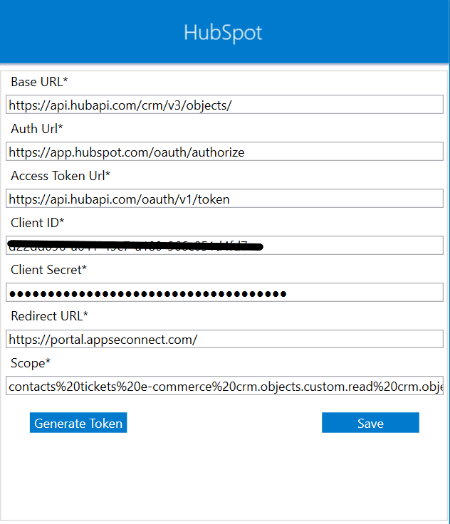 HubSpot
Base URL*
https://api.hubapi.com/crm/v3/objects/
Auth Url*
https://app.hubspot.com/oauth/authorize
Access Token Url*
https://api.hubapi.com/oauth/v1/token
Client ID*
Client Secret*
●●●●●●●●●●●●●●●●●●●●●●●●●●●●●●●●●●●●
Redirect URL*
https://portal.appseconnect.com/
Scope*
contacts%20tickets%20e-commerce%20crm.objects.custom.read%20crm.obje
Generate Token Save